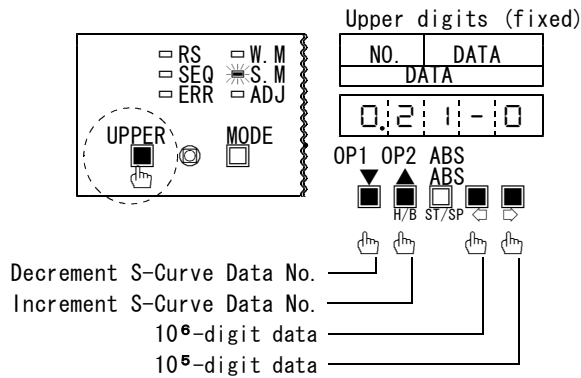 Upper digits (fixed)
RS W.M
SEQ S.M
ERR ADJ
UPPER MODE
NO. DATA
DATA
0.21-0
OP1 OP2 ABS
ABS
H/B ST/SP
Decrement S-Curve Data No.
Increment S-Curve Data No.
10⁶-digit data
10⁵-digit data